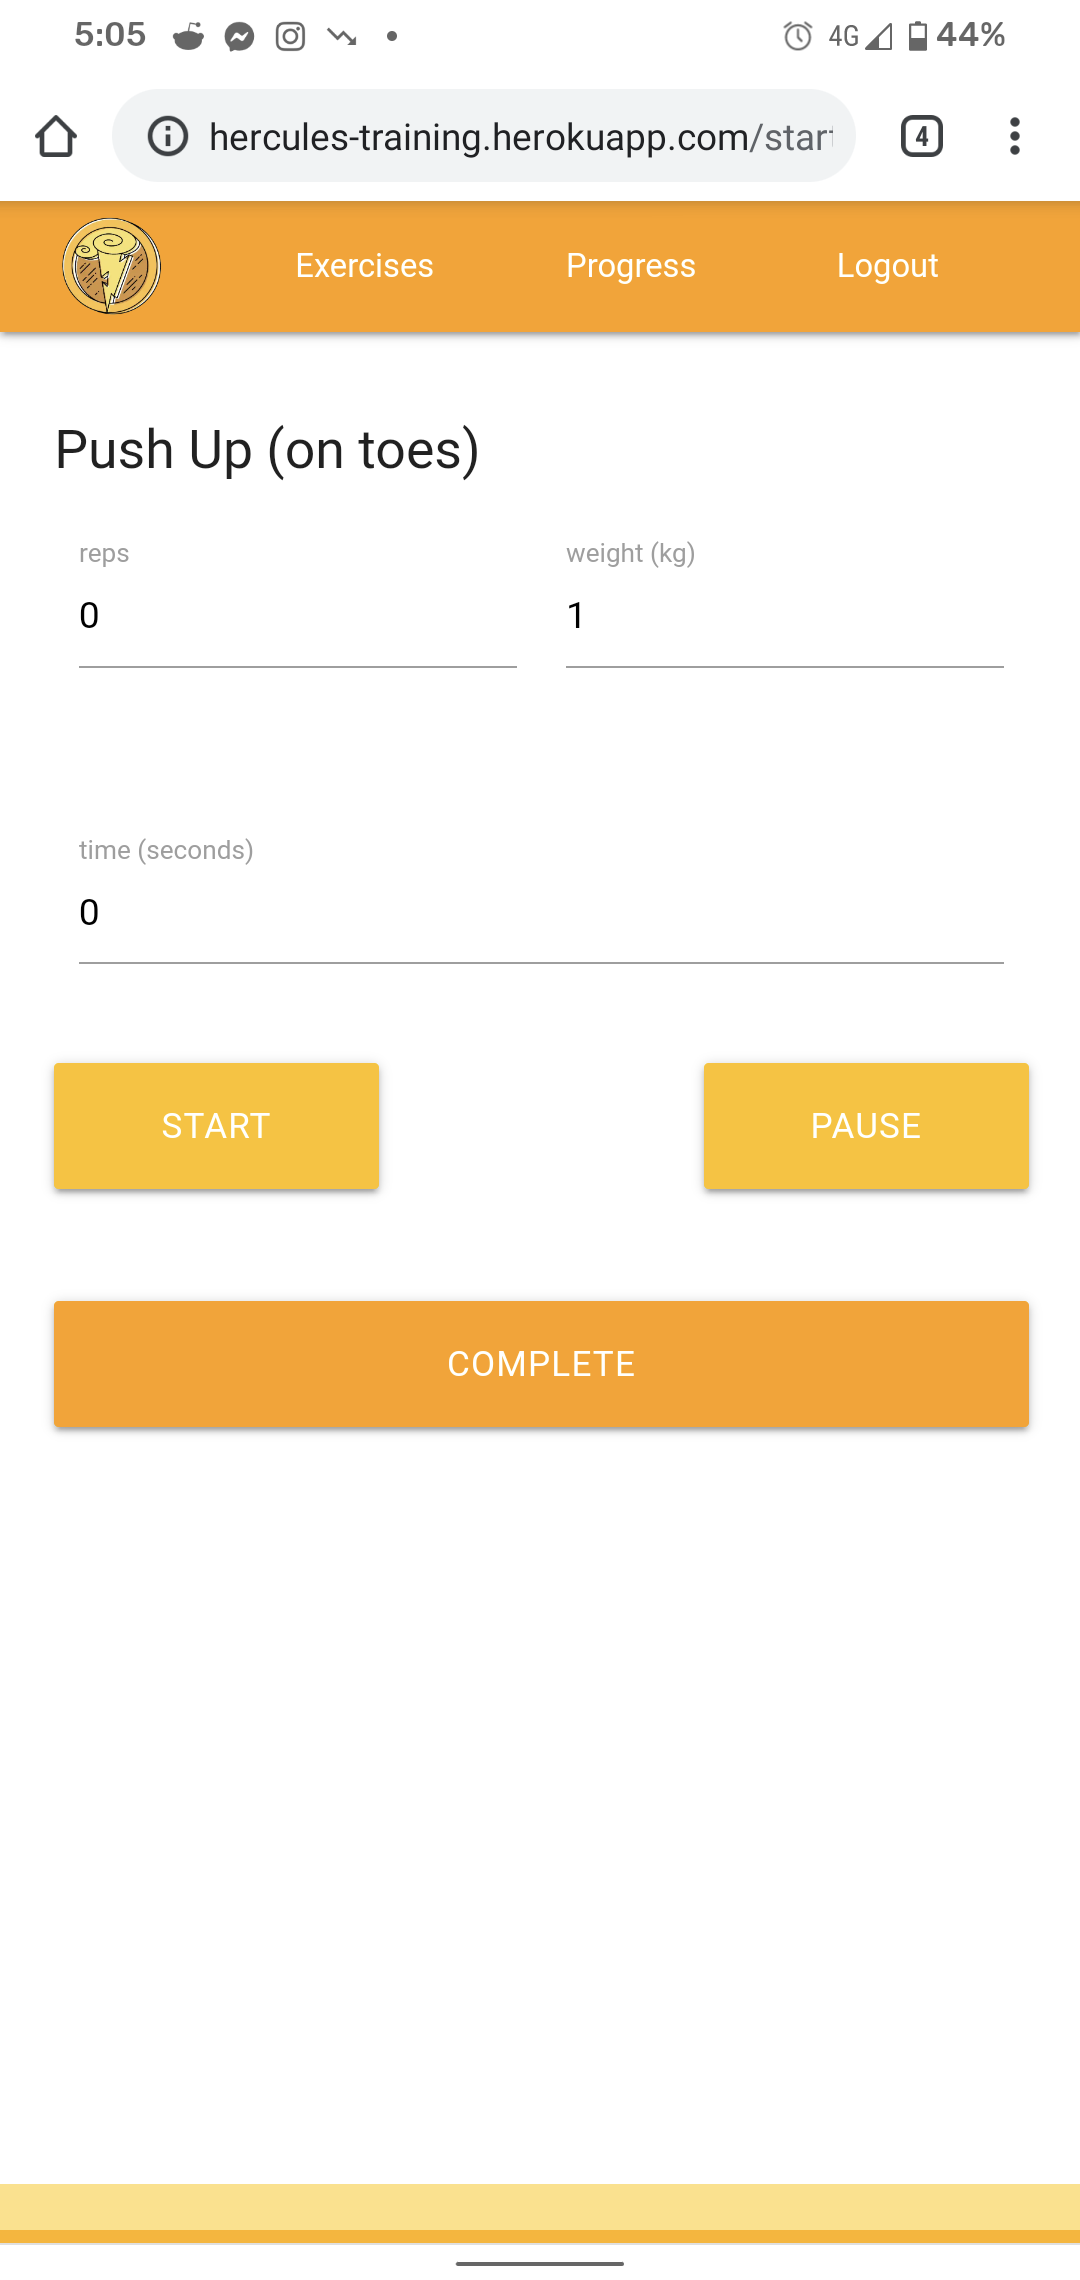 5:05 4G 44%
hercules-training.herokuapp.com/start 4
Exercises Progress Logout
Push Up (on toes)
reps weight (kg)
0 1
time (seconds)
0
START PAUSE
COMPLETE